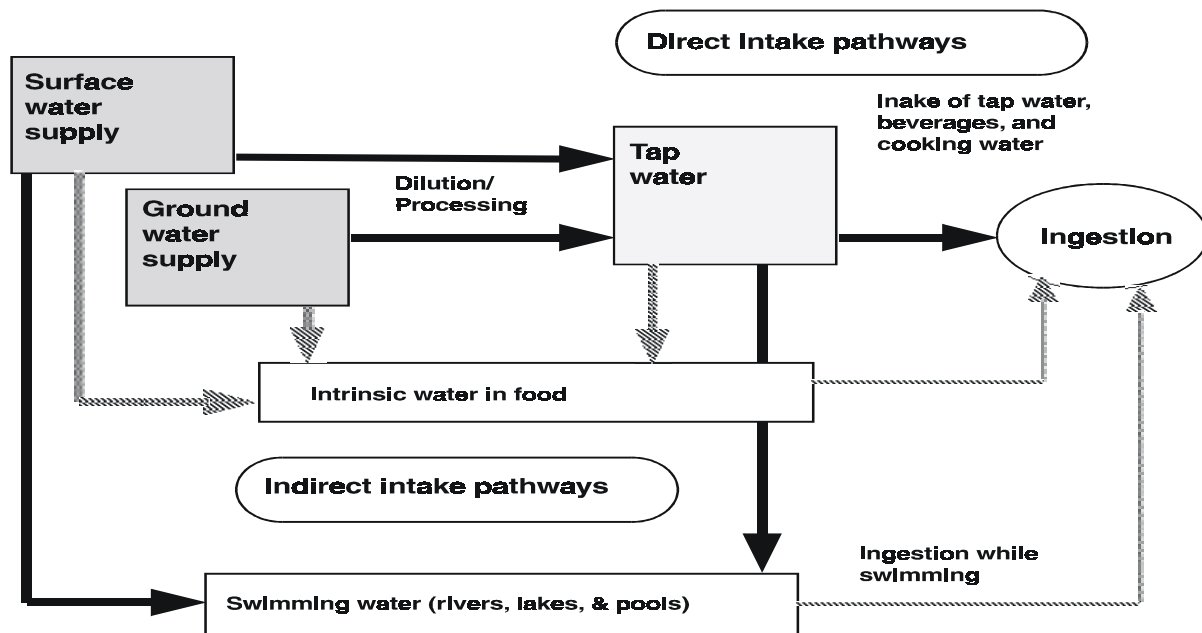 Direct Intake pathways
Surface
water
supply
Inake of tap water,
beverages, and
cooking water
Tap
water
Dilution/
Processing
Ground
water
supply
Ingestion
Intrinsic water in food
Indirect intake pathways
Ingestion while
swimming
Swimming water (rivers, lakes, & pools)